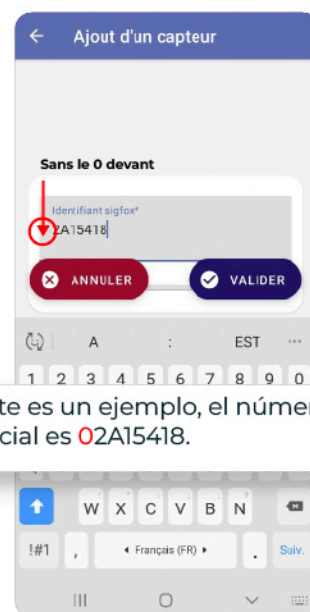 Ajout d'un capteur
Sans le 0 devant
Identifiant sigfox*
2A15418
ANNULER
VALIDER
A : EST ...
1 2 3 4 5 6 7 8 9 0
te es un ejemplo, el númer
cial es 02A15418.
W X C V B N
!#1 , Français (FR) . Suiv.